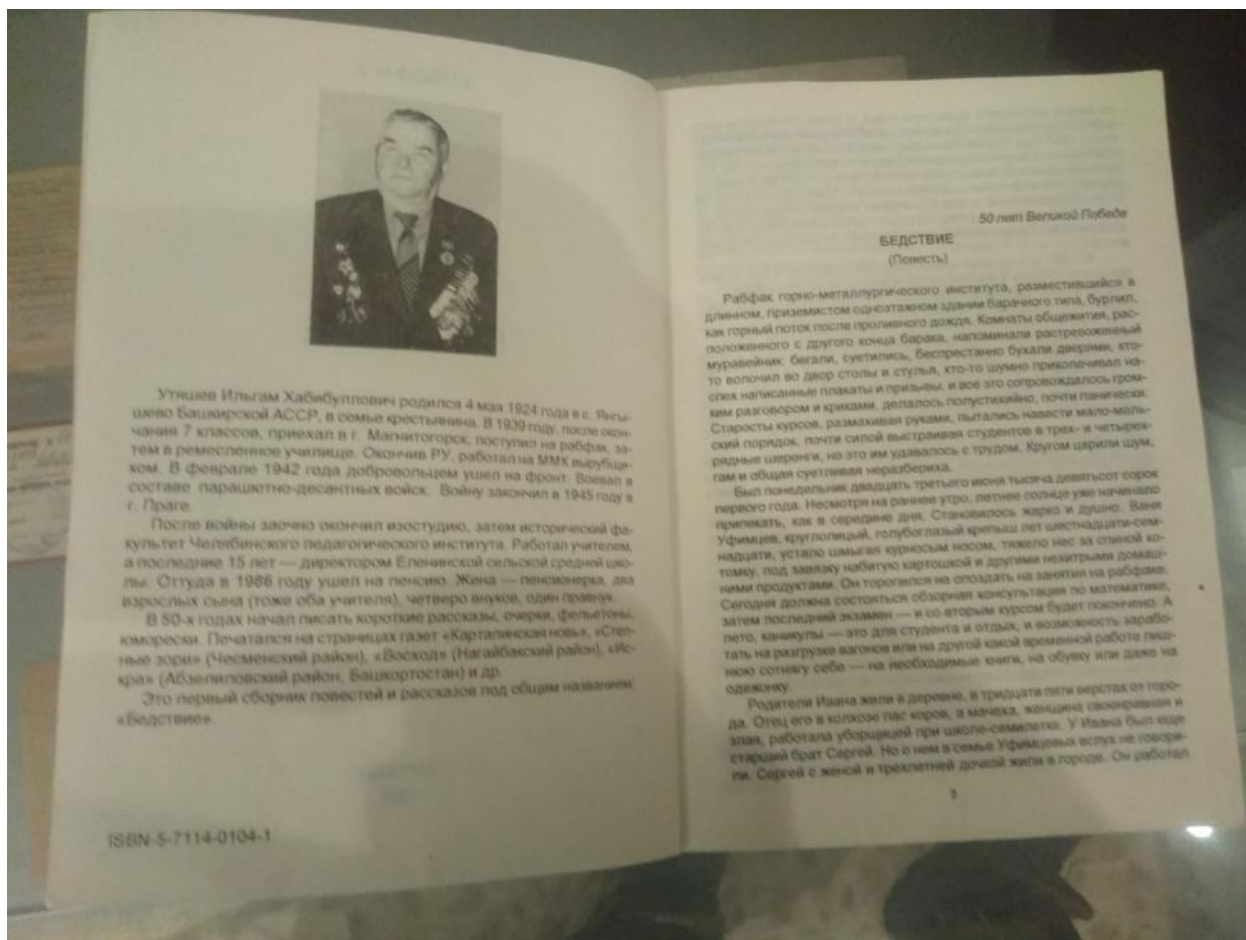 Утяшев Ильгам Хабибуллович родился 4 мая 1924 года в с. Янгы-
шево Башкирской АССР, в семье крестьянина. В 1939 году, после окон-
чания 7 классов, приехал в г. Магнитогорск, поступил на рабфак, за-
тем в ремесленное училище. Окончив РУ, работал на ММК вырубщи-
ком. В феврале 1942 года добровольцем ушел на фронт. Воевал в
составе парашютно-десантных войск. Войну закончил в 1945 году в
г. Праге.
После войны заочно окончил изостудию, затем исторический фа-
культет Челябинского педагогического института. Работал учителем,
а последние 15 лет — директором Еленинской сельской средней шко-
лы. Оттуда в 1986 году ушел на пенсию. Жена — пенсионерка, два
взрослых сына (тоже оба учителя), четверо внуков, один правнук.
В 50-х годах начал писать короткие рассказы, очерки, фельетоны,
юморески. Печатался на страницах газет «Карталинская новь», «Степ-
ные зори» (Чесменский район), «Восход» (Нагайбакский район), «Ис-
кра» (Абзелиловский район, Башкортостан) и др.
Это первый сборник повестей и рассказов под общим названием
«Бедствие».
ISBN-5-7114-0104-1
50 лет Великой Победе
БЕДСТВИЕ
(Повесть)
Рабфак горно-металлургического института, разместившийся в
длинном, приземистом одноэтажном здании барачного типа, бурлил,
как горный поток после проливного дождя. Комнаты общежития, рас-
положенного с другого конца барака, напоминали растревоженный
муравейник: бегали, суетились, беспрестанно бухали дверями, кто-
то волочил во двор столы и стулья, кто-то шумно приколачивал на-
спех написанные плакаты и призывы, и все это сопровождалось гром-
ким разговором и криками, делалось полустихийно, почти панически.
Старосты курсов, размахивая руками, пытались навести мало-маль-
ский порядок, почти силой выстраивая студентов в трех- и четырех-
рядные шеренги, но это им удавалось с трудом. Кругом царили шум,
гам и общая суетливая неразбериха.
Был понедельник двадцать третьего июня тысяча девятьсот сорок
первого года. Несмотря на раннее утро, летнее солнце уже начинало
припекать, как в середине дня. Становилось жарко и душно. Ваня
Уфимцев, круглолицый, голубоглазый крепыш лет шестнадцати-сем-
надцати, устало шмыгая курносым носом, тяжело нес за спиной ко-
томку, под завязку набитую картошкой и другими нехитрыми домаш-
ними продуктами. Он торопился не опоздать на занятия на рабфаке.
Сегодня должна состояться обзорная консультация по математике,
затем последний экзамен — и со вторым курсом будет покончено. А
лето, каникулы — это для студента и отдых, и возможность зарабо-
тать на разгрузке вагонов или на другой какой временной работе лиш-
нюю сотнягу себе — на необходимые книги, на обувку или даже на
одежонку.
Родители Ивана жили в деревне, в тридцати пяти верстах от горо-
да. Отец его в колхозе пас коров, а мачеха, женщина своенравная и
злая, работала уборщицей при школе-семилетке. У Ивана был еще
старший брат Сергей. Но о нем в семье Уфимцевых вслух не говори-
ли. Сергей с женой и трехлетней дочкой жили в городе. Он работал
3